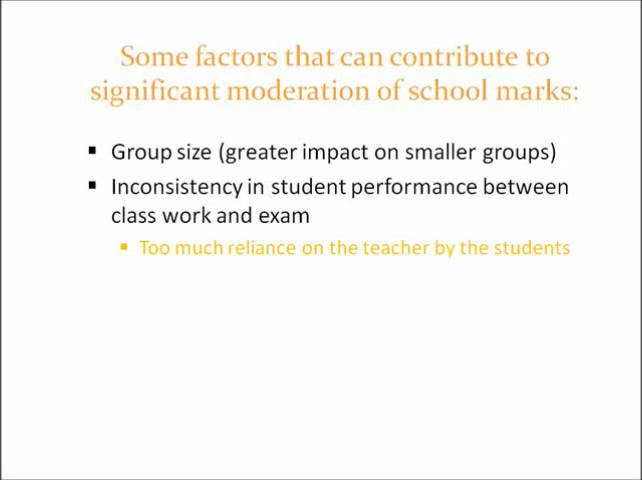 Some factors that can contribute to
significant moderation of school marks:
▪ Group size (greater impact on smaller groups)
▪ Inconsistency in student performance between
class work and exam
▪ Too much reliance on the teacher by the students